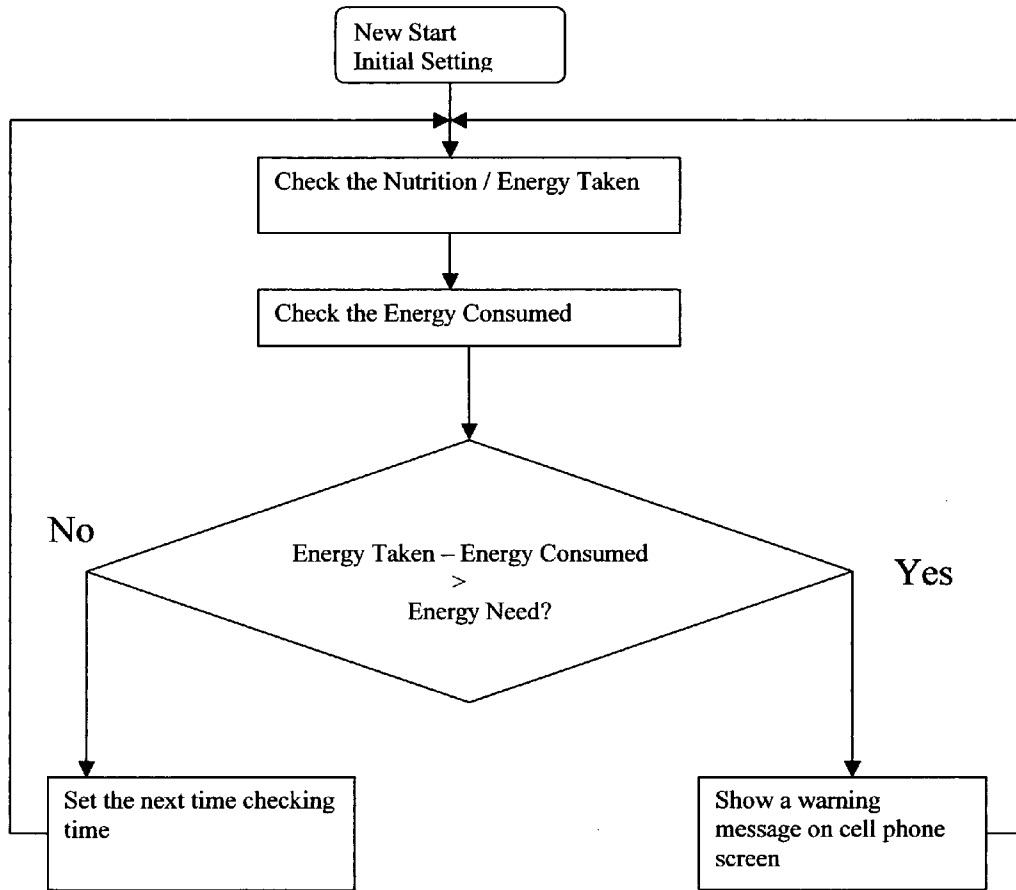 New Start
Initial Setting
Check the Nutrition / Energy Taken
Check the Energy Consumed
No
Energy Taken – Energy Consumed
>
Energy Need?
Yes
Set the next time checking
time
Show a warning
message on cell phone
screen